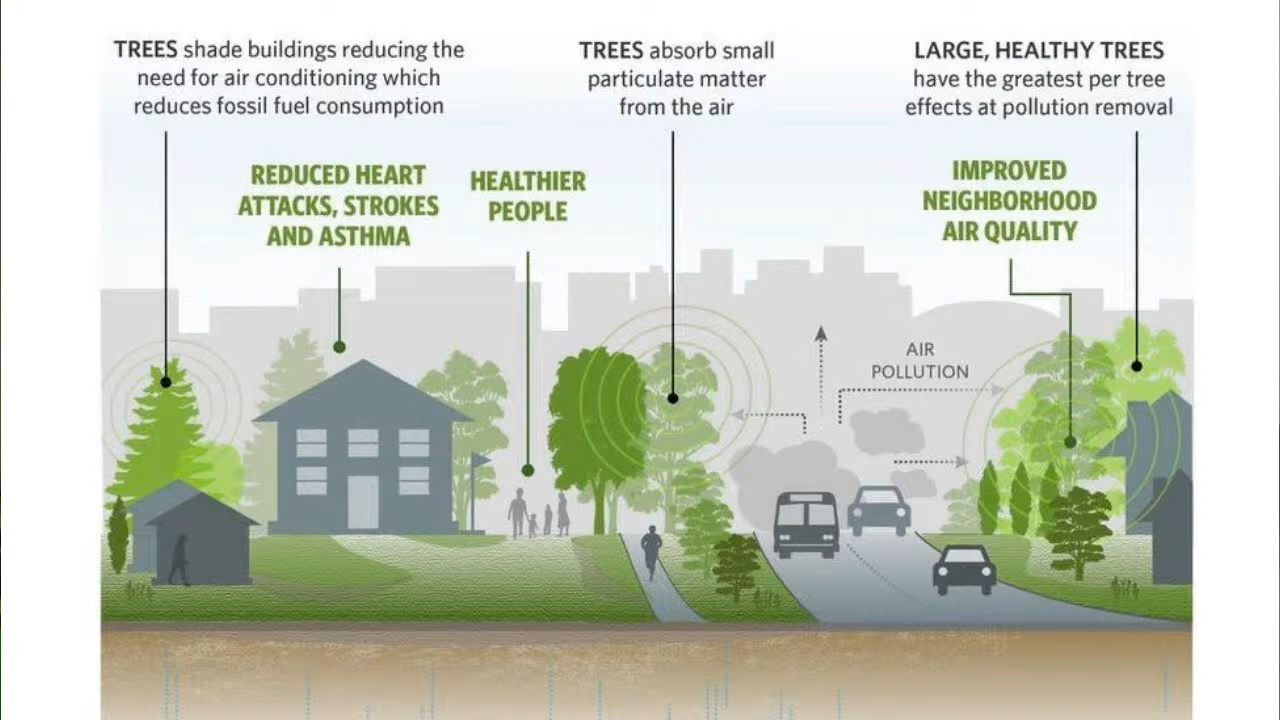 TREES shade buildings reducing the
need for air conditioning which
reduces fossil fuel consumption
TREES absorb small
particulate matter
from the air
LARGE, HEALTHY TREES
have the greatest per tree
effects at pollution removal
REDUCED HEART
ATTACKS, STROKES
AND ASTHMA
HEALTHIER
PEOPLE
IMPROVED
NEIGHBORHOOD
AIR QUALITY
AIR
POLLUTION